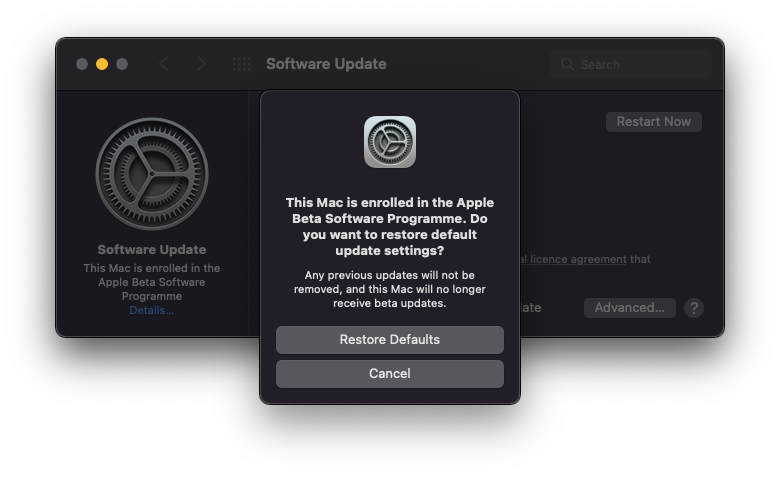 Software Update
Search
Restart Now
Software Update
This Mac is enrolled in the
Apple Beta Software
Programme
Details...
This Mac is enrolled in the Apple
Beta Software Programme. Do
you want to restore default
update settings?
Any previous updates will not be
removed, and this Mac will no longer
receive beta updates.
Restore Defaults
Cancel
licence agreement that
Advanced... ?